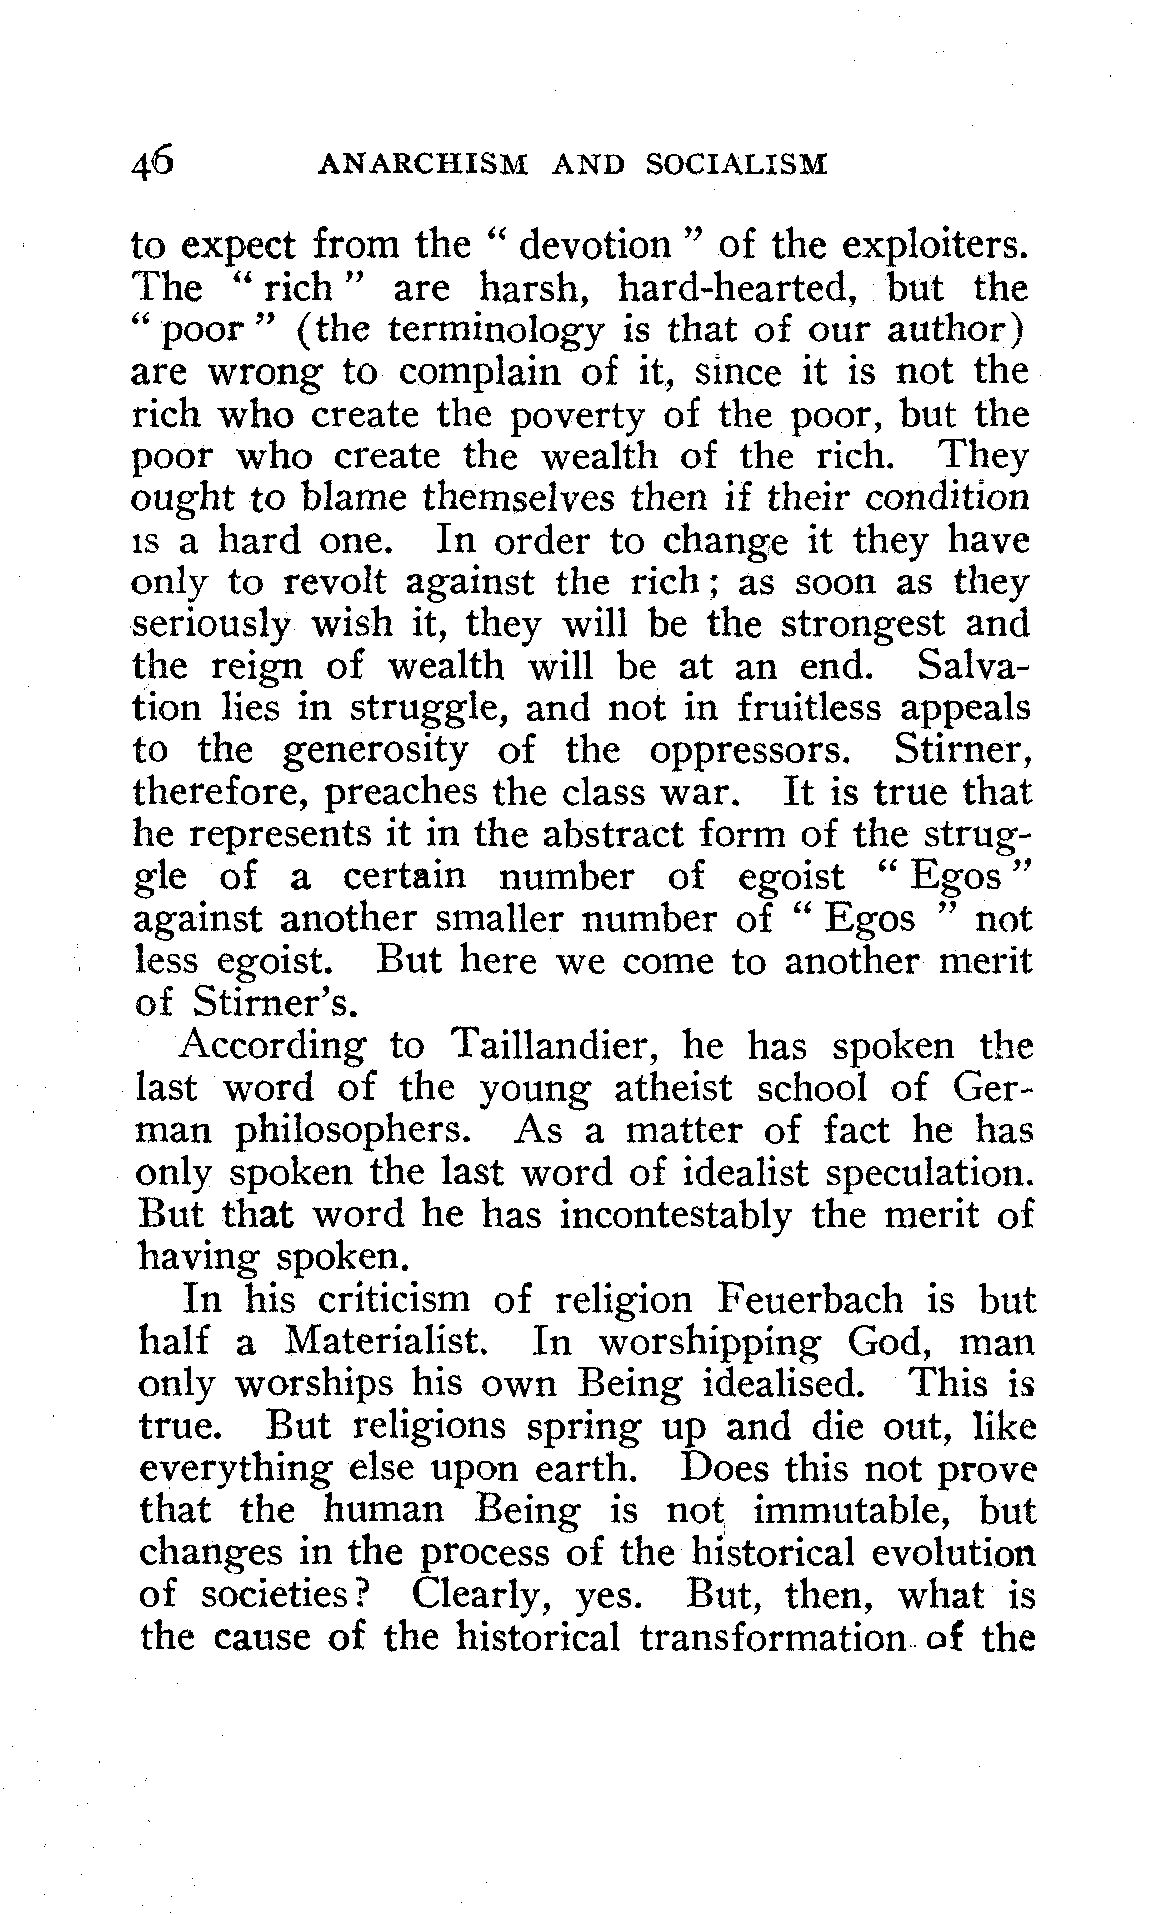 46 ANARCHISM AND SOCIALISM
to expect from the " devotion " of the exploiters.
The " rich " are harsh, hard-hearted, but the
" poor " (the terminology is that of our author)
are wrong to complain of it, since it is not the
rich who create the poverty of the poor, but the
poor who create the wealth of the rich. They
ought to blame themselves then if their condition
is a hard one. In order to change it they have
only to revolt against the rich; as soon as they
seriously wish it, they will be the strongest and
the reign of wealth will be at an end. Salva-
tion lies in struggle, and not in fruitless appeals
to the generosity of the oppressors. Stirner,
therefore, preaches the class war. It is true that
he represents it in the abstract form of the strug-
gle of a certain number of egoist " Egos "
against another smaller number of " Egos " not
less egoist. But here we come to another merit
of Stirner's.
According to Taillandier, he has spoken the
last word of the young atheist school of Ger-
man philosophers. As a matter of fact he has
only spoken the last word of idealist speculation.
But that word he has incontestably the merit of
having spoken.
In his criticism of religion Feuerbach is but
half a Materialist. In worshipping God, man
only worships his own Being idealised. This is
true. But religions spring up and die out, like
everything else upon earth. Does this not prove
that the human Being is not immutable, but
changes in the process of the historical evolution
of societies? Clearly, yes. But, then, what is
the cause of the historical transformation of the